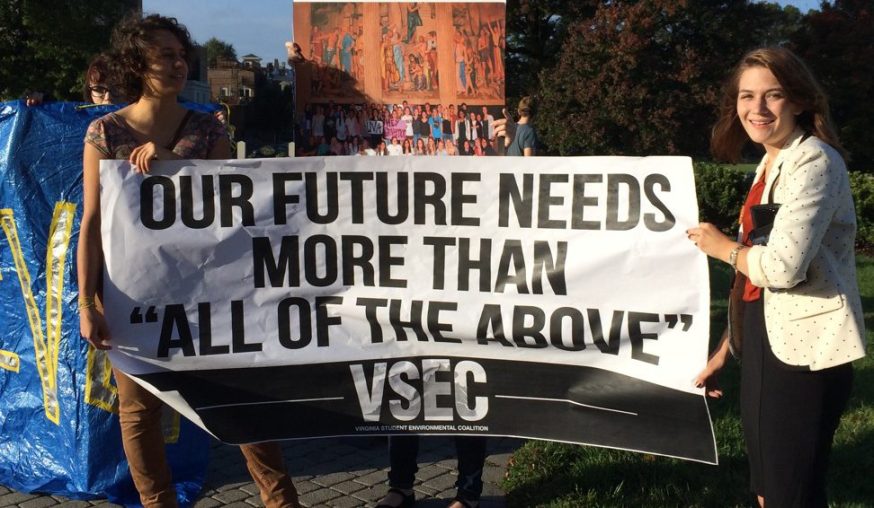 OUR FUTURE NEEDS
MORE THAN
"ALL OF THE ABOVE"
VSEC
VIRGINIA STUDENT ENVIRONMENTAL COALITION